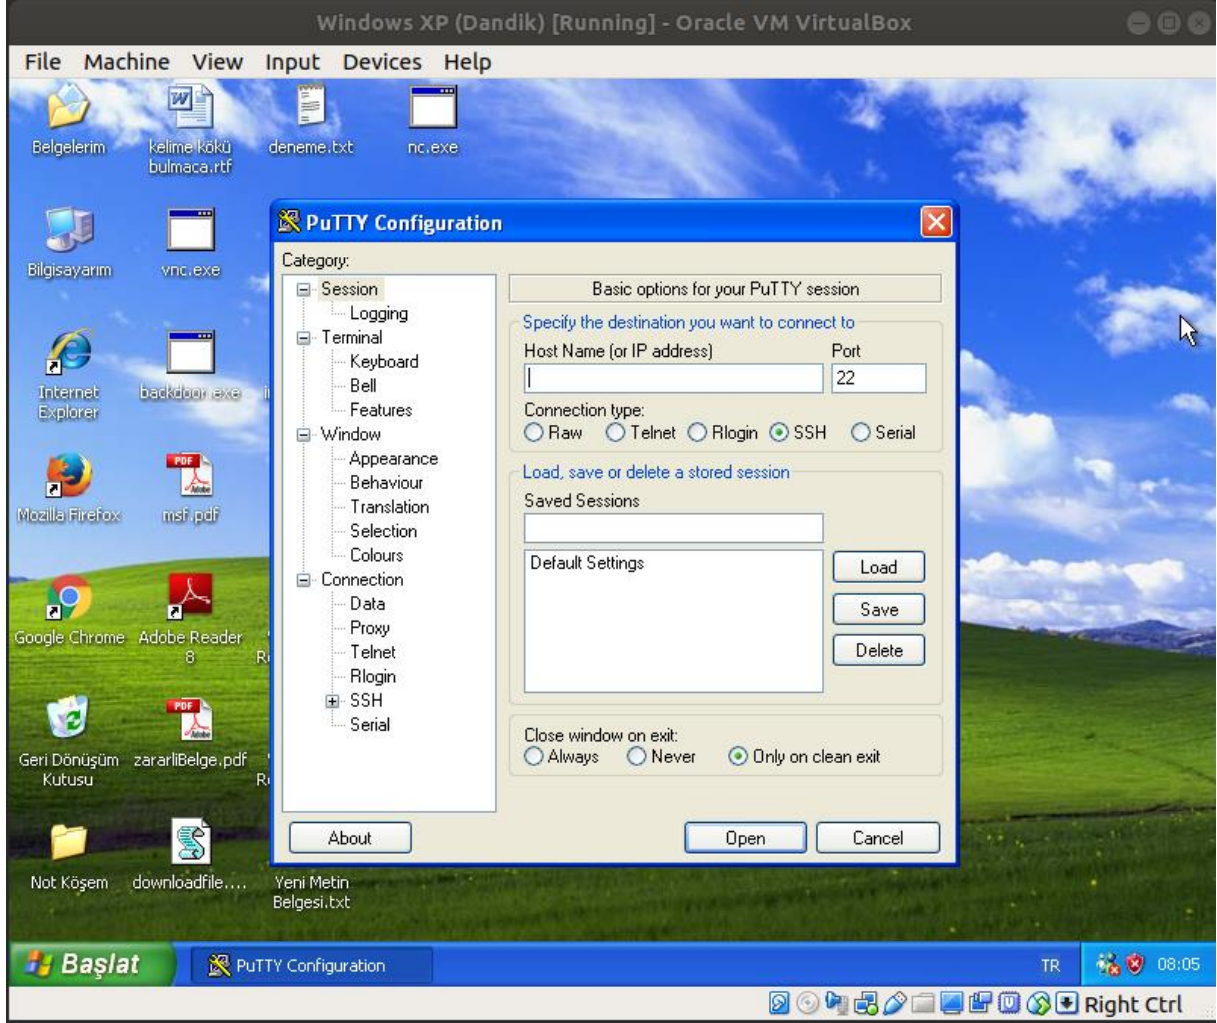 Windows XP (Dandik) [Running] - Oracle VM VirtualBox
File Machine View Input Devices Help
Belgelerim
kelime kökü
bulmaca.rtf
deneme.txt
nc.exe
Bilgisayarım
vnc.exe
Internet
Explorer
backdoor.exe
Mozilla Firefox
PDF
Adobe
msf.pdf
Google Chrome
Adobe Reader
8
Geri Dönüşüm
Kutusu
PDF
Adobe
zararliBelge.pdf
Not Köşem
downloadfile....
Yeni Metin
Belgesi.txt
PuTTY Configuration
Category:
Session
Logging
Terminal
Keyboard
Bell
Features
Window
Appearance
Behaviour
Translation
Selection
Colours
Connection
Data
Proxy
Telnet
Rlogin
SSH
Serial
Basic options for your PuTTY session
Specify the destination you want to connect to
Host Name (or IP address) Port
22
Connection type:
Raw Telnet Rlogin SSH Serial
Load, save or delete a stored session
Saved Sessions
Default Settings
Load
Save
Delete
Close window on exit:
Always Never Only on clean exit
About Open Cancel
Başlat PuTTY Configuration TR 08:05
Right Ctrl